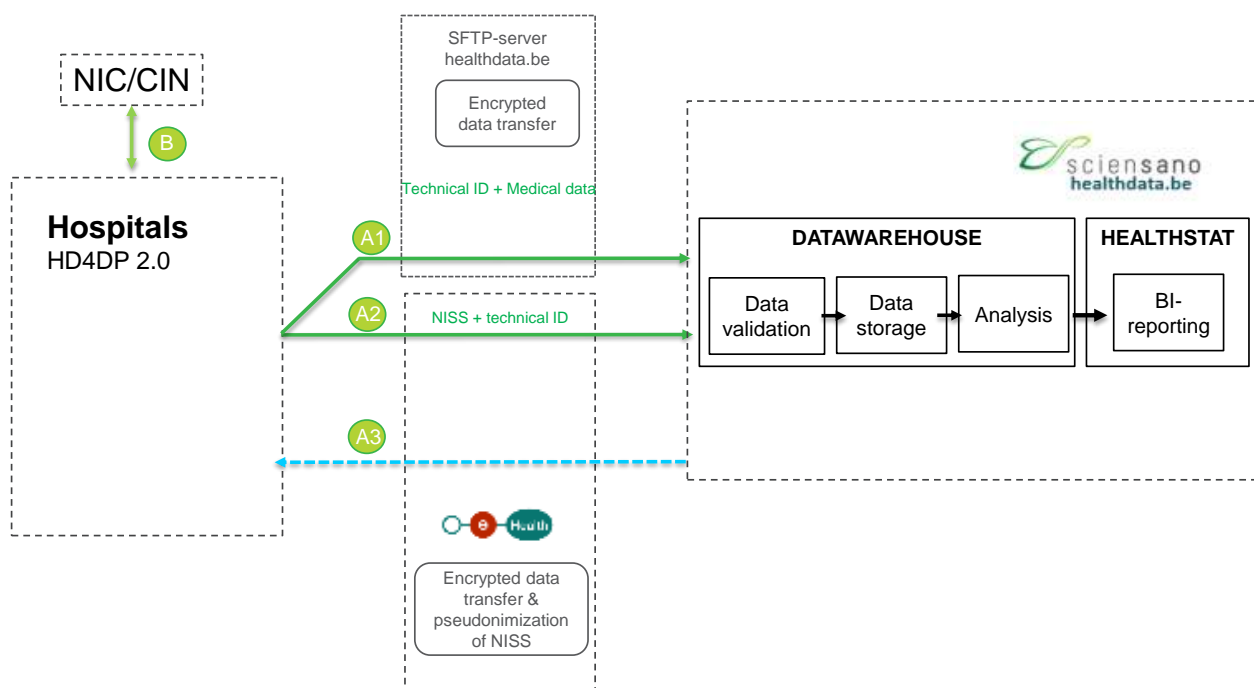 SFTP-server
healthdata.be
Encrypted
data transfer
Technical ID + Medical data
NIC/CIN
B
Hospitals
HD4DP 2.0
A1
A2
NISS + technical ID
A3
e
Health
Encrypted data
transfer &
pseudonimization
of NISS
sciensano
healthdata.be
DATAWAREHOUSE
Data
validation
Data
storage
Analysis
HEALTHSTAT
BI-
reporting